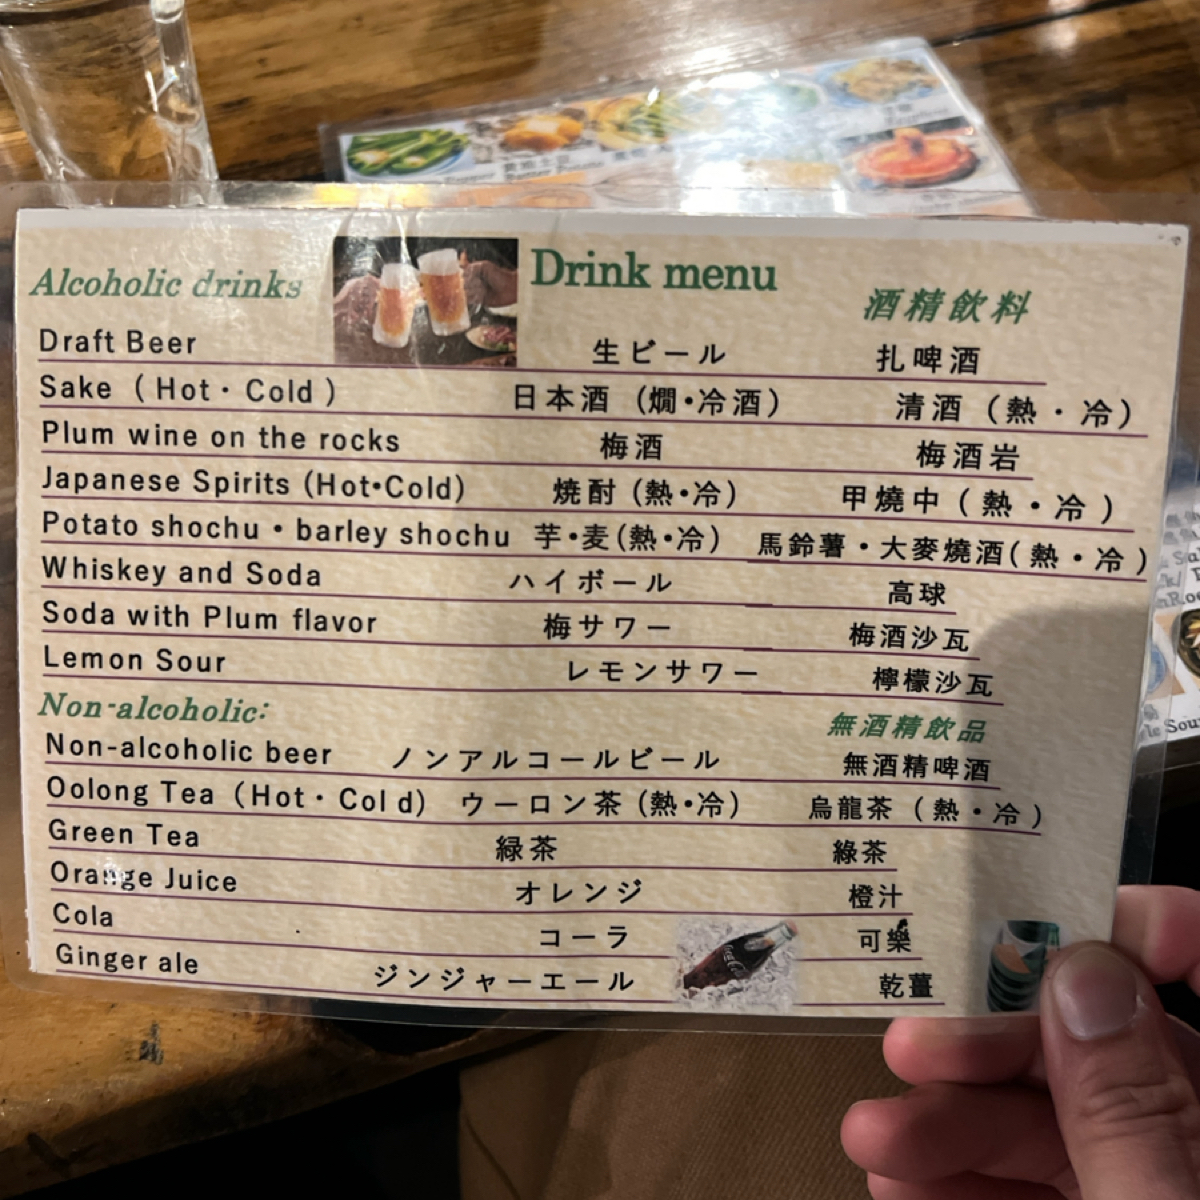 Alcoholic drinks Drink menu 酒精飲料
Draft Beer 生ビール 扎啤酒
Sake (Hot・Cold) 日本酒 (燗・冷酒) 清酒 (熱・冷)
Plum wine on the rocks 梅酒 梅酒岩
Japanese Spirits (Hot・Cold) 焼酎 (熱・冷) 甲燒中 (熱・冷)
Potato shochu・barley shochu 芋・麦(熱・冷) 馬鈴薯・大麥燒酒(熱・冷)
Whiskey and Soda ハイボール 高球
Soda with Plum flavor 梅サワー 梅酒沙瓦
Lemon Sour レモンサワー 檸檬沙瓦
Non-alcoholic: 無酒精飲品
Non-alcoholic beer ノンアルコールビール 無酒精啤酒
Oolong Tea (Hot・Col d) ウーロン茶 (熱・冷) 烏龍茶 (熱・冷)
Green Tea 緑茶 綠茶
Orange Juice オレンジ 橙汁
Cola コーラ 可樂
Ginger ale ジンジャーエール 乾薑
Coca-Cola